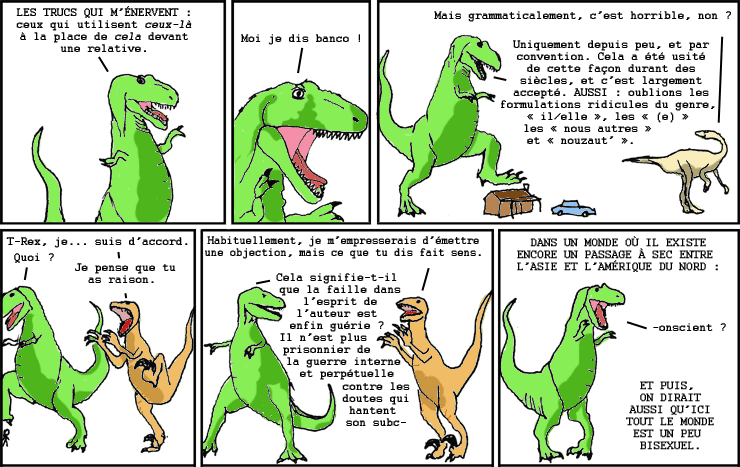 LES TRUCS QUI M'ÉNERVENT :
ceux qui utilisent ceux-là
à la place de cela devant
une relative.
Moi je dis banco !
Mais grammaticalement, c'est horrible, non ?
Uniquement depuis peu, et par
convention. Cela a été usité
de cette façon durant des
siècles, et c'est largement
accepté. AUSSI : oublions les
formulations ridicules du genre,
« il/elle », les « (e) »
les « nous autres »
et « nouzaut' ».
T-Rex, je... suis d'accord.
Quoi ?
Je pense que tu
as raison.
Habituellement, je m'empresserais d'émettre
une objection, mais ce que tu dis fait sens.
Cela signifie-t-il
que la faille dans
l'esprit de
l'auteur est
enfin guérie ?
Il n'est plus
prisonnier de
la guerre interne
et perpétuelle
contre les
doutes qui
hantent
son subc-
DANS UN MONDE OÙ IL EXISTE
ENCORE UN PASSAGE À SEC ENTRE
L'ASIE ET L'AMÉRIQUE DU NORD :
-onscient ?
ET PUIS,
ON DIRAIT
AUSSI QU'ICI
TOUT LE MONDE
EST UN PEU
BISEXUEL.